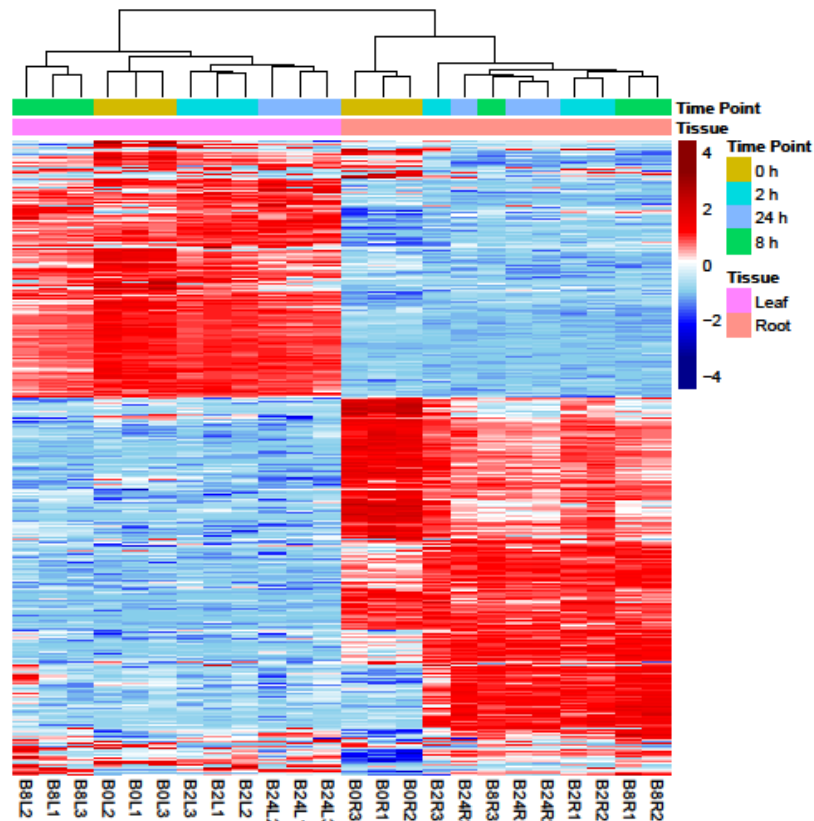 Time Point
Tissue
4
2
0
−2
−4
Time Point
0 h
2 h
24 h
8 h
Tissue
Leaf
Root
B8L2
B8L1
B8L3
B0L2
B0L1
B0L3
B2L3
B2L1
B2L2
B0R3
B0R1
B0R2
B2R3
B8R3
B2R1
B2R2
B8R1
B8R2